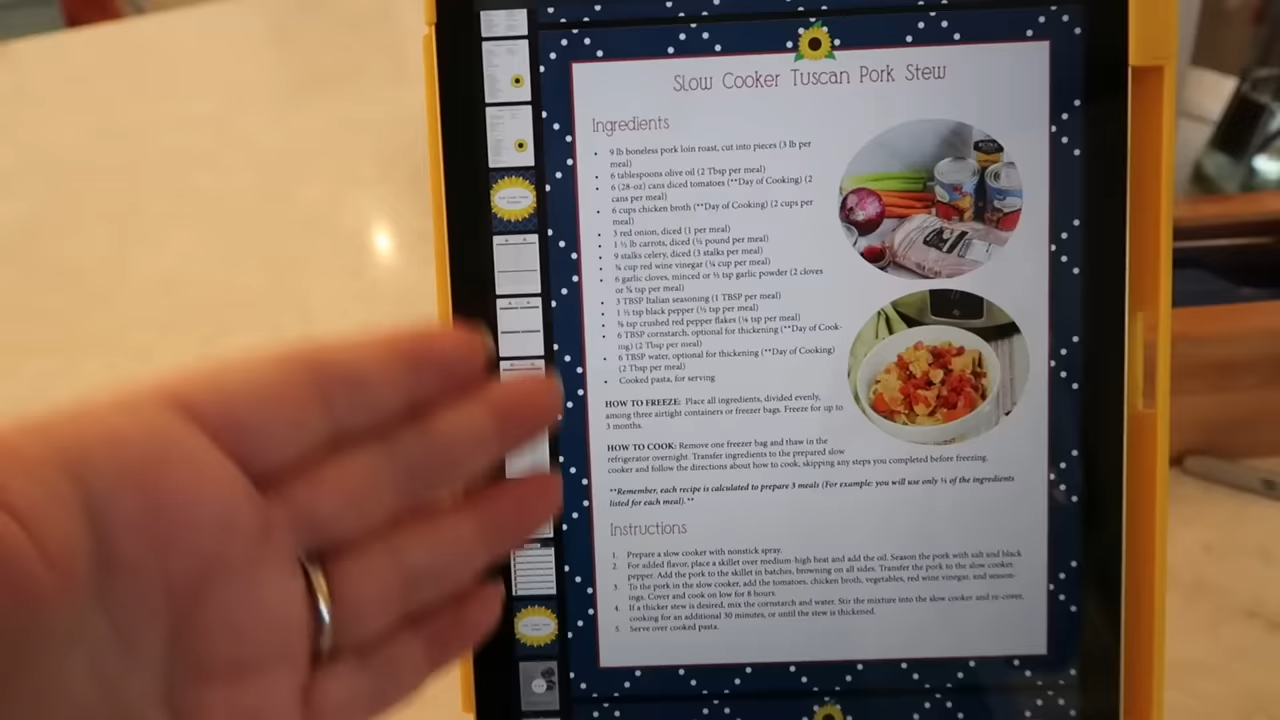 Slow Cooker Tuscan Pork Stew
Ingredients
• 9 lb boneless pork loin roast, cut into pieces (3 lb per
meal)
• 6 tablespoons olive oil (2 Tbsp per meal)
• 6 (28-oz) cans diced tomatoes (**Day of Cooking) (2
cans per meal)
• 6 cups chicken broth (**Day of Cooking) (2 cups per
meal)
• 3 red onion, diced (1 per meal)
• 1 ½ lb carrots, diced (½ pound per meal)
• 9 stalks celery, diced (3 stalks per meal)
• ¾ cup red wine vinegar (¼ cup per meal)
• 6 garlic cloves, minced or ½ tsp garlic powder (2 cloves
or tsp per meal)
• 3 TBSP Italian seasoning (1 TBSP per meal)
• 1 ½ tsp black pepper (½ tsp per meal)
• tsp crushed red pepper flakes (¼ tsp per meal)
• 6 TBSP cornstarch, optional for thickening (**Day of Cook-
ing) (2 Tbsp per meal)
• 6 TBSP water, optional for thickening (**Day of Cooking)
(2 Tbsp per meal)
• Cooked pasta, for serving
HOW TO FREEZE: Place all ingredients, divided evenly,
among three airtight containers or freezer bags. Freeze for up to
3 months.
HOW TO COOK: Remove one freezer bag and thaw in the
refrigerator overnight. Transfer ingredients to the prepared slow
cooker and follow the directions about how to cook, skipping any steps you completed before freezing.
**Remember, each recipe is calculated to prepare 3 meals (For example: you will use only ⅓ of the ingredients
listed for each meal).**
Instructions
1. Prepare a slow cooker with nonstick spray.
2. For added flavor, place a skillet over medium-high heat and add the oil. Season the pork with salt and black
pepper. Add the pork to the skillet in batches, browning on all sides. Transfer the pork to the slow cooker.
3. To the pork in the slow cooker, add the tomatoes, chicken broth, vegetables, red wine vinegar, and season-
ings. Cover and cook on low for 8 hours.
4. If a thicker stew is desired, mix the cornstarch and water. Stir the mixture into the slow cooker and re-cover,
cooking for an additional 30 minutes, or until the stew is thickened.
5. Serve over cooked pasta.